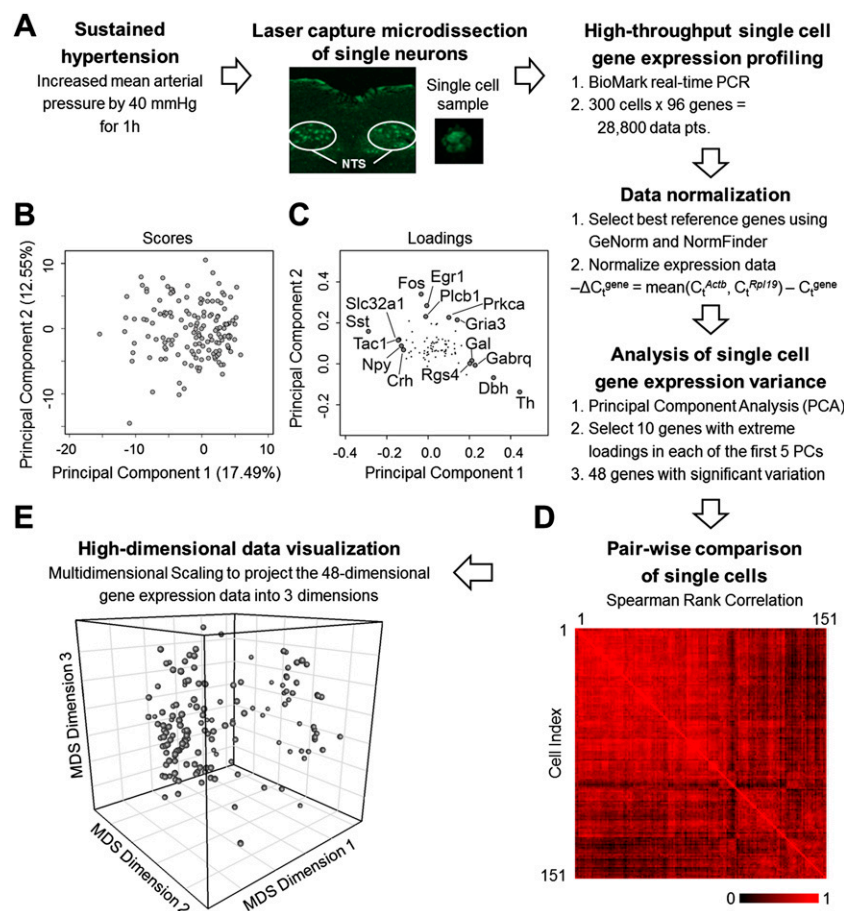 A
Sustained
hypertension
Increased mean arterial
pressure by 40 mmHg
for 1h
Laser capture microdissection
of single neurons
Single cell
sample
NTS
High-throughput single cell
gene expression profiling
1. BioMark real-time PCR
2. 300 cells x 96 genes =
28,800 data pts.
Data normalization
1. Select best reference genes using
GeNorm and NormFinder
2. Normalize expression data
–ΔCₜᵍᵉⁿᵉ = mean(Cₜᴬᶜᵗᵇ, Cₜᴿᵖˡ¹⁹) – Cₜᵍᵉⁿᵉ
Analysis of single cell
gene expression variance
1. Principal Component Analysis (PCA)
2. Select 10 genes with extreme
loadings in each of the first 5 PCs
3. 48 genes with significant variation
B
Scores
Principal Component 2 (12.55%)
10
0
-10
-20
-10
0
10
Principal Component 1 (17.49%)
C
Loadings
Principal Component 2
0.4
0.2
0.0
-0.2
Fos
Egr1
Plcb1
Prkca
Gria3
Slc32a1
Sst
Tac1
Npy
Crh
Gal
Gabrq
Rgs4
Dbh
Th
-0.4
-0.2
0.0
0.2
0.4
Principal Component 1
D
Pair-wise comparison
of single cells
Spearman Rank Correlation
1
151
1
Cell Index
151
0
1
E
High-dimensional data visualization
Multidimensional Scaling to project the 48-dimensional
gene expression data into 3 dimensions
MDS Dimension 3
MDS Dimension 2
MDS Dimension 1